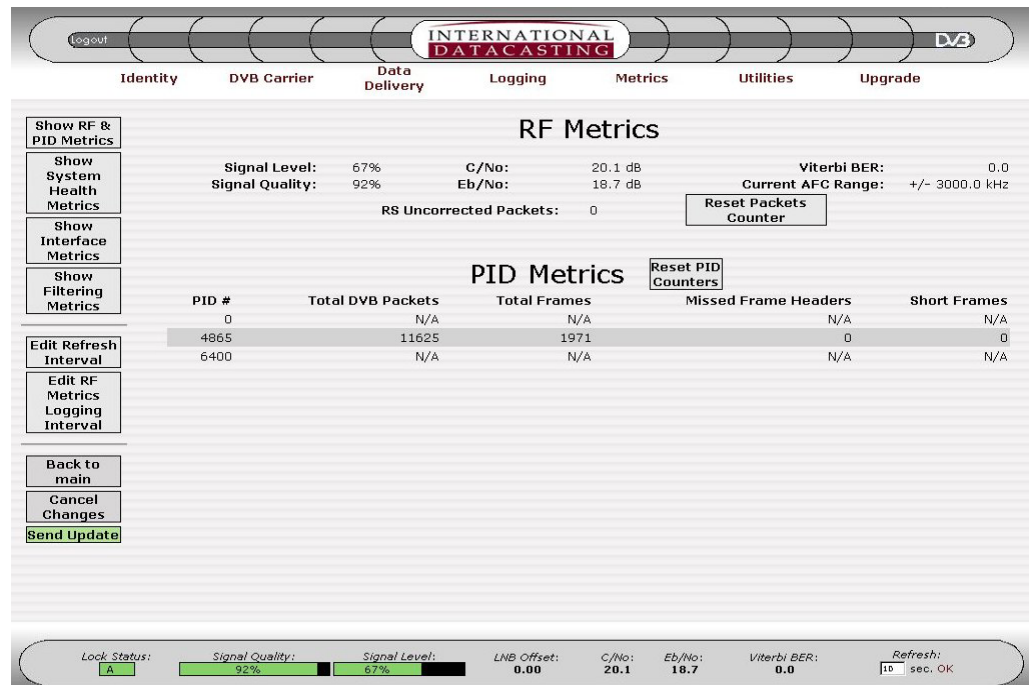 Logout
INTERNATIONAL
DATACASTING
DVB
Identity DVB Carrier Data Delivery Logging Metrics Utilities Upgrade
Show RF &
PID Metrics
Show
System
Health
Metrics
Show
Interface
Metrics
Show
Filtering
Metrics
Edit Refresh
Interval
Edit RF
Metrics
Logging
Interval
Back to
main
Cancel
Changes
Send Update
RF Metrics
Signal Level: 67% C/No: 20.1 dB Viterbi BER: 0.0
Signal Quality: 92% Eb/No: 18.7 dB Current AFC Range: +/- 3000.0 kHz
RS Uncorrected Packets: 0 Reset Packets Counter
PID Metrics Reset PID Counters
PID # Total DVB Packets Total Frames Missed Frame Headers Short Frames
0 N/A N/A N/A N/A
4865 11625 1971 0 0
6400 N/A N/A N/A N/A
Lock Status: Signal Quality: Signal Level: LNB Offset: C/No: Eb/No: Viterbi BER: Refresh:
A 92% 67% 0.00 20.1 18.7 0.0 10 sec. OK